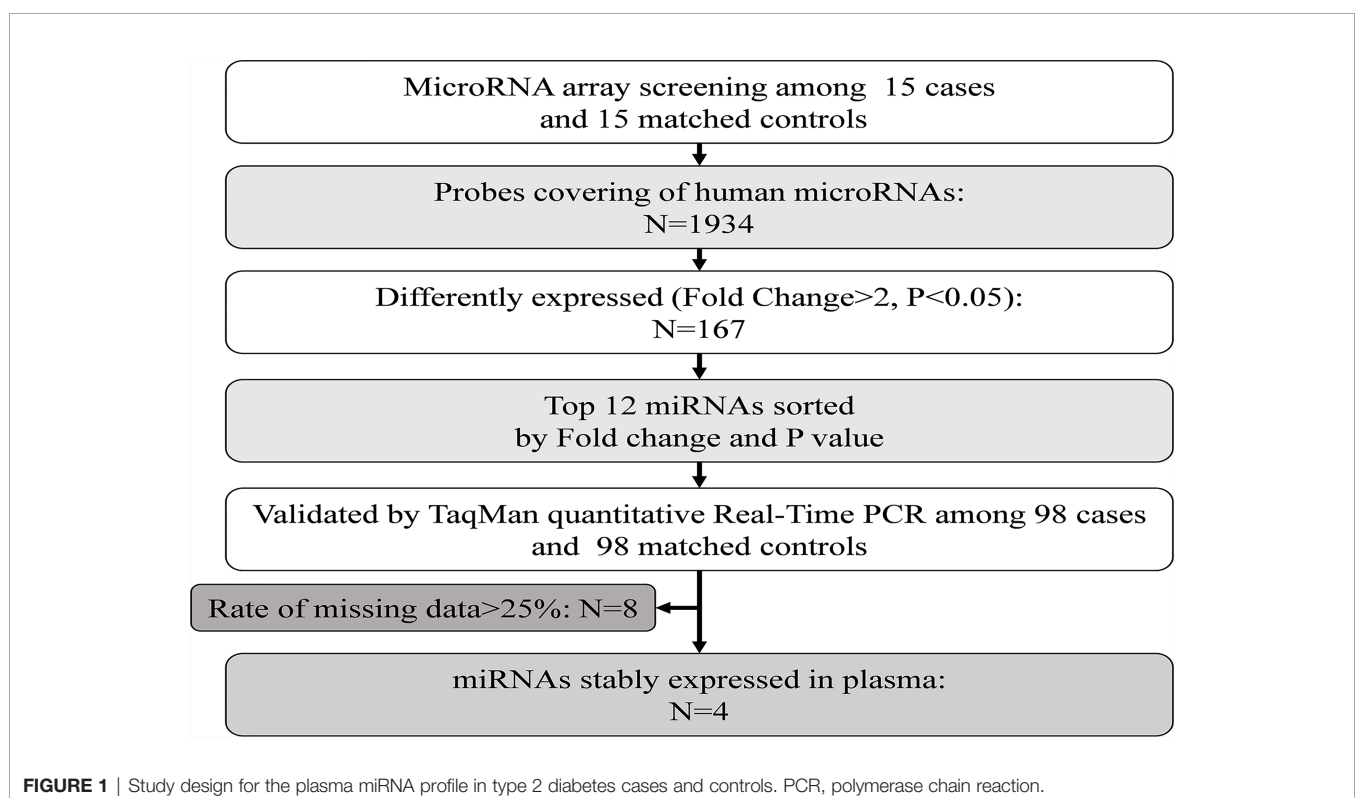 MicroRNA array screening among 15 cases
and 15 matched controls
Probes covering of human microRNAs:
N=1934
Differently expressed (Fold Change>2, P<0.05):
N=167
Top 12 miRNAs sorted
by Fold change and P value
Validated by TaqMan quantitative Real-Time PCR among 98 cases
and 98 matched controls
Rate of missing data>25%: N=8
miRNAs stably expressed in plasma:
N=4
FIGURE 1 | Study design for the plasma miRNA profile in type 2 diabetes cases and controls. PCR, polymerase chain reaction.